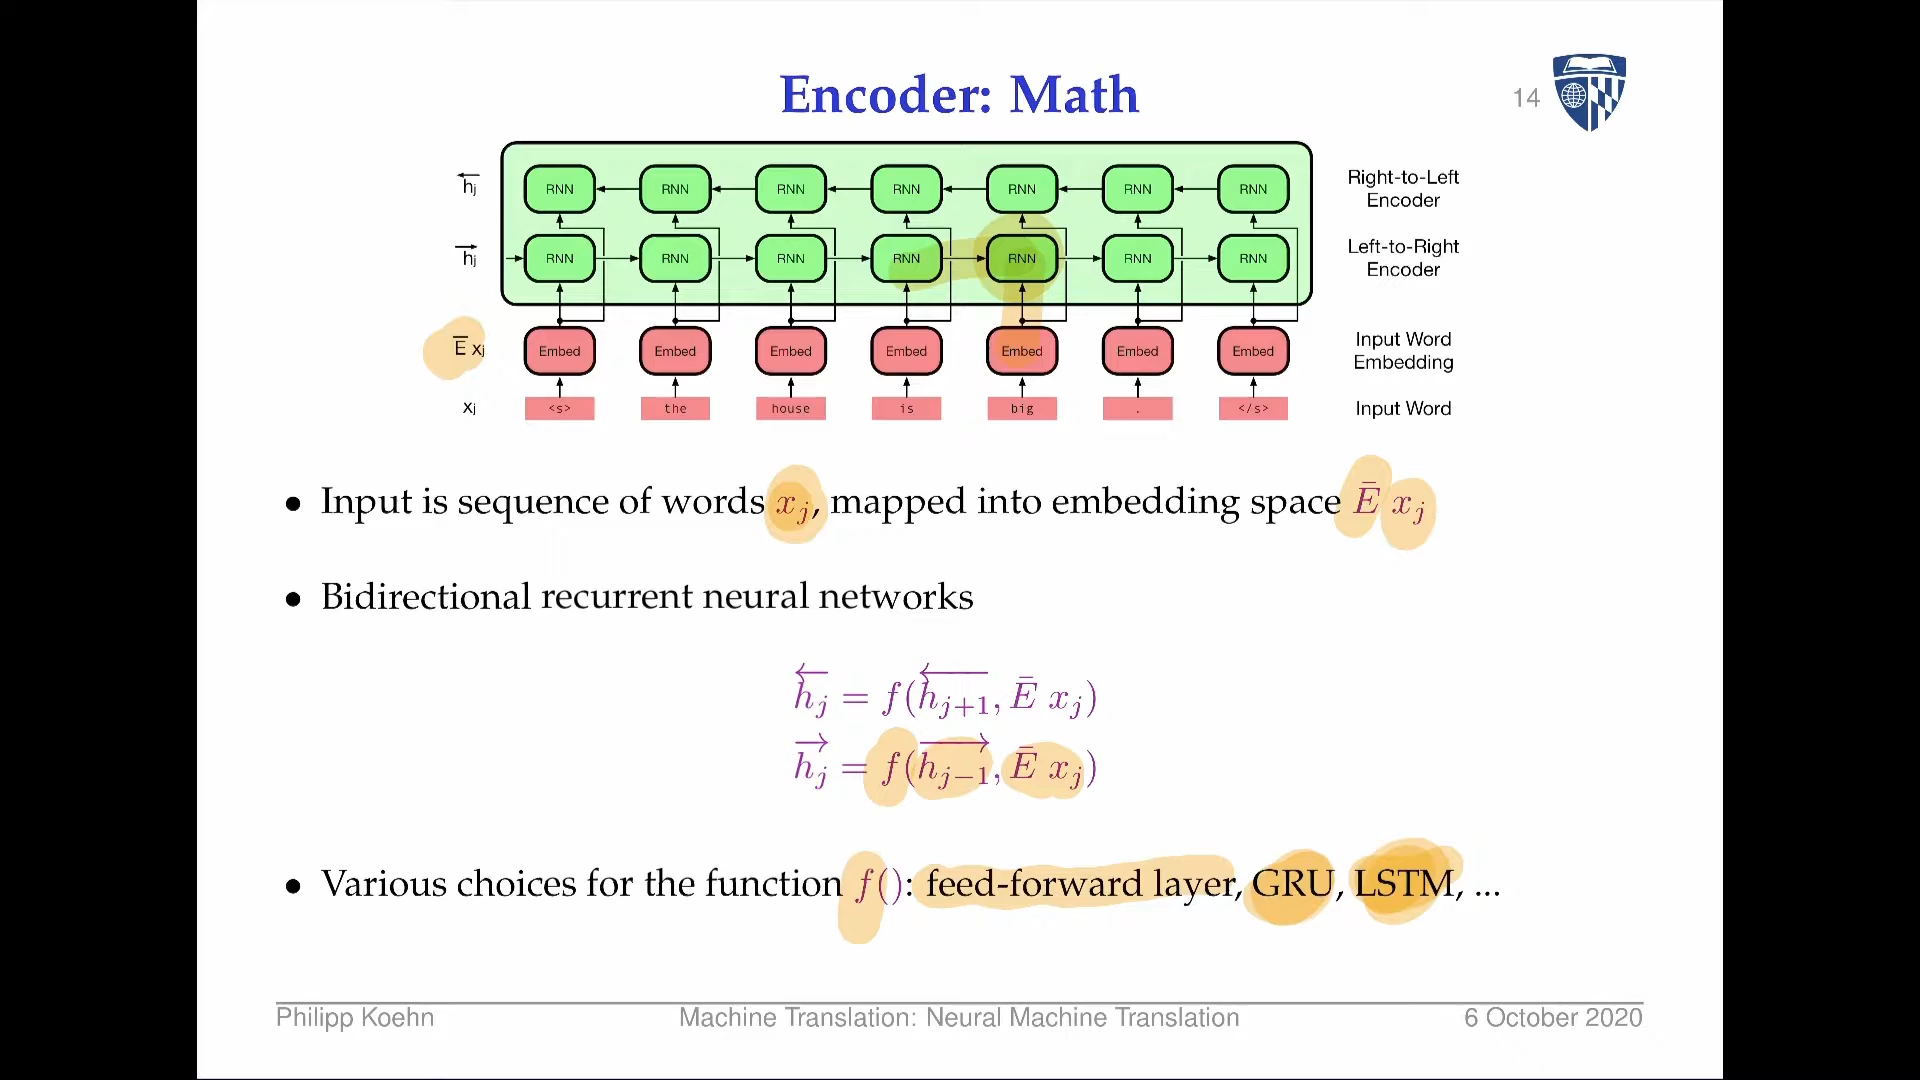 Encoder: Math
14
←hj RNN RNN RNN RNN RNN RNN RNN Right-to-Left Encoder
→hj RNN RNN RNN RNN RNN RNN RNN Left-to-Right Encoder
Ē xj Embed Embed Embed Embed Embed Embed Embed Input Word Embedding
xj <s> the house is big . </s> Input Word
• Input is sequence of words xj, mapped into embedding space Ē xj
• Bidirectional recurrent neural networks
←hj = f(←hj+1, Ē xj)
→hj = f(→hj−1, Ē xj)
• Various choices for the function f(): feed-forward layer, GRU, LSTM, ...
Philipp Koehn Machine Translation: Neural Machine Translation 6 October 2020